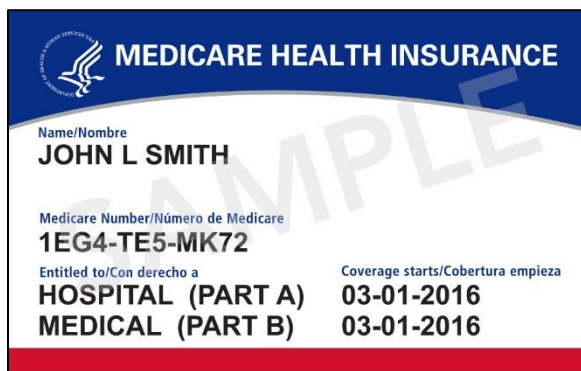 MEDICARE HEALTH INSURANCE
Name/Nombre
JOHN L SMITH
Medicare Number/Número de Medicare
1EG4-TE5-MK72
Entitled to/Con derecho a Coverage starts/Cobertura empieza
HOSPITAL (PART A) 03-01-2016
MEDICAL (PART B) 03-01-2016
SAMPLE